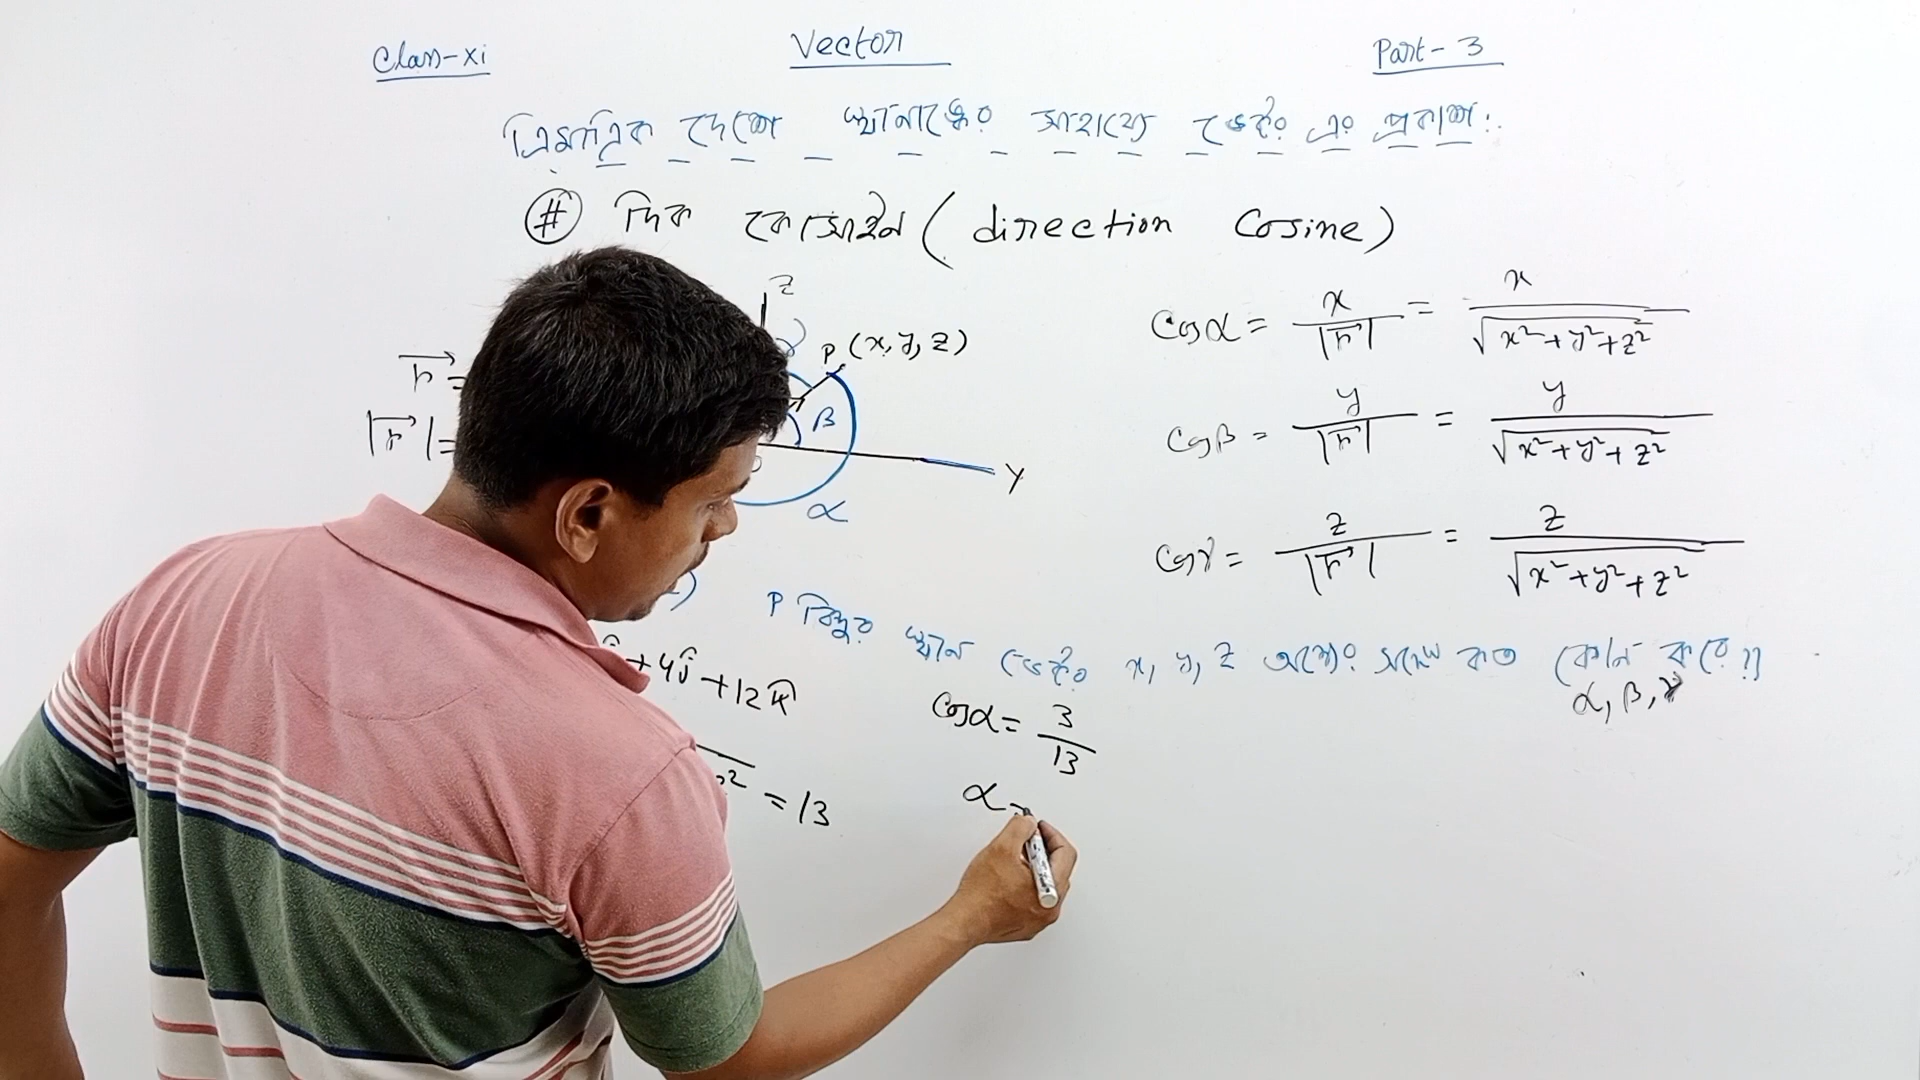 Class-xi
Vector
Part-3
ত্রিমাত্রিক দেশে স্থানাঙ্কের সাহায্যে ভেক্টর এর প্রকাশ:
# দিক কোসাইন (direction Cosine)
z
P (x, y, z)
β
y
α
|r⃗| =
r⃗ =
Cosα = x/|r⃗| = x/√x²+y²+z²
Cosβ = y/|r⃗| = y/√x²+y²+z²
Cosγ = z/|r⃗| = z/√x²+y²+z²
P বিন্দুর স্থান ভেক্টর x, y, z অক্ষের সঙ্গে কত কোন করে??
α, β, γ
+4ĵ+12k̂
² = 13
cosα = 3/13
α =